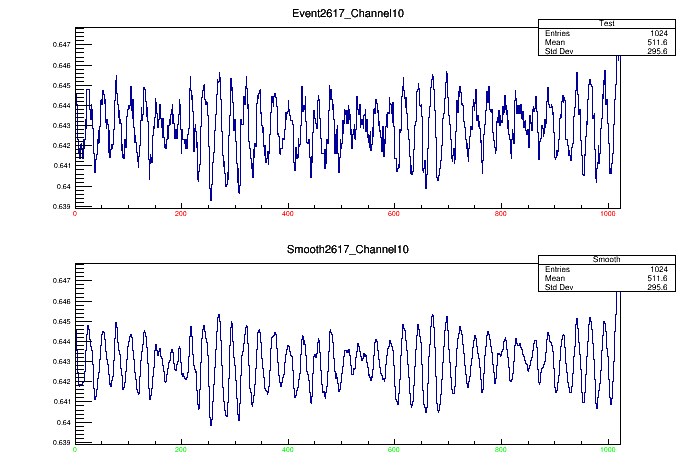 Event2617_Channel10
Test
Entries 1024
Mean 511.6
Std Dev 295.6
0.647
0.646
0.645
0.644
0.643
0.642
0.641
0.64
0.639
0 200 400 600 800 1000
Smooth2617_Channel10
Smooth
Entries 1024
Mean 511.6
Std Dev 295.6
0.647
0.646
0.645
0.644
0.643
0.642
0.641
0.64
0.639
0 200 400 600 800 1000